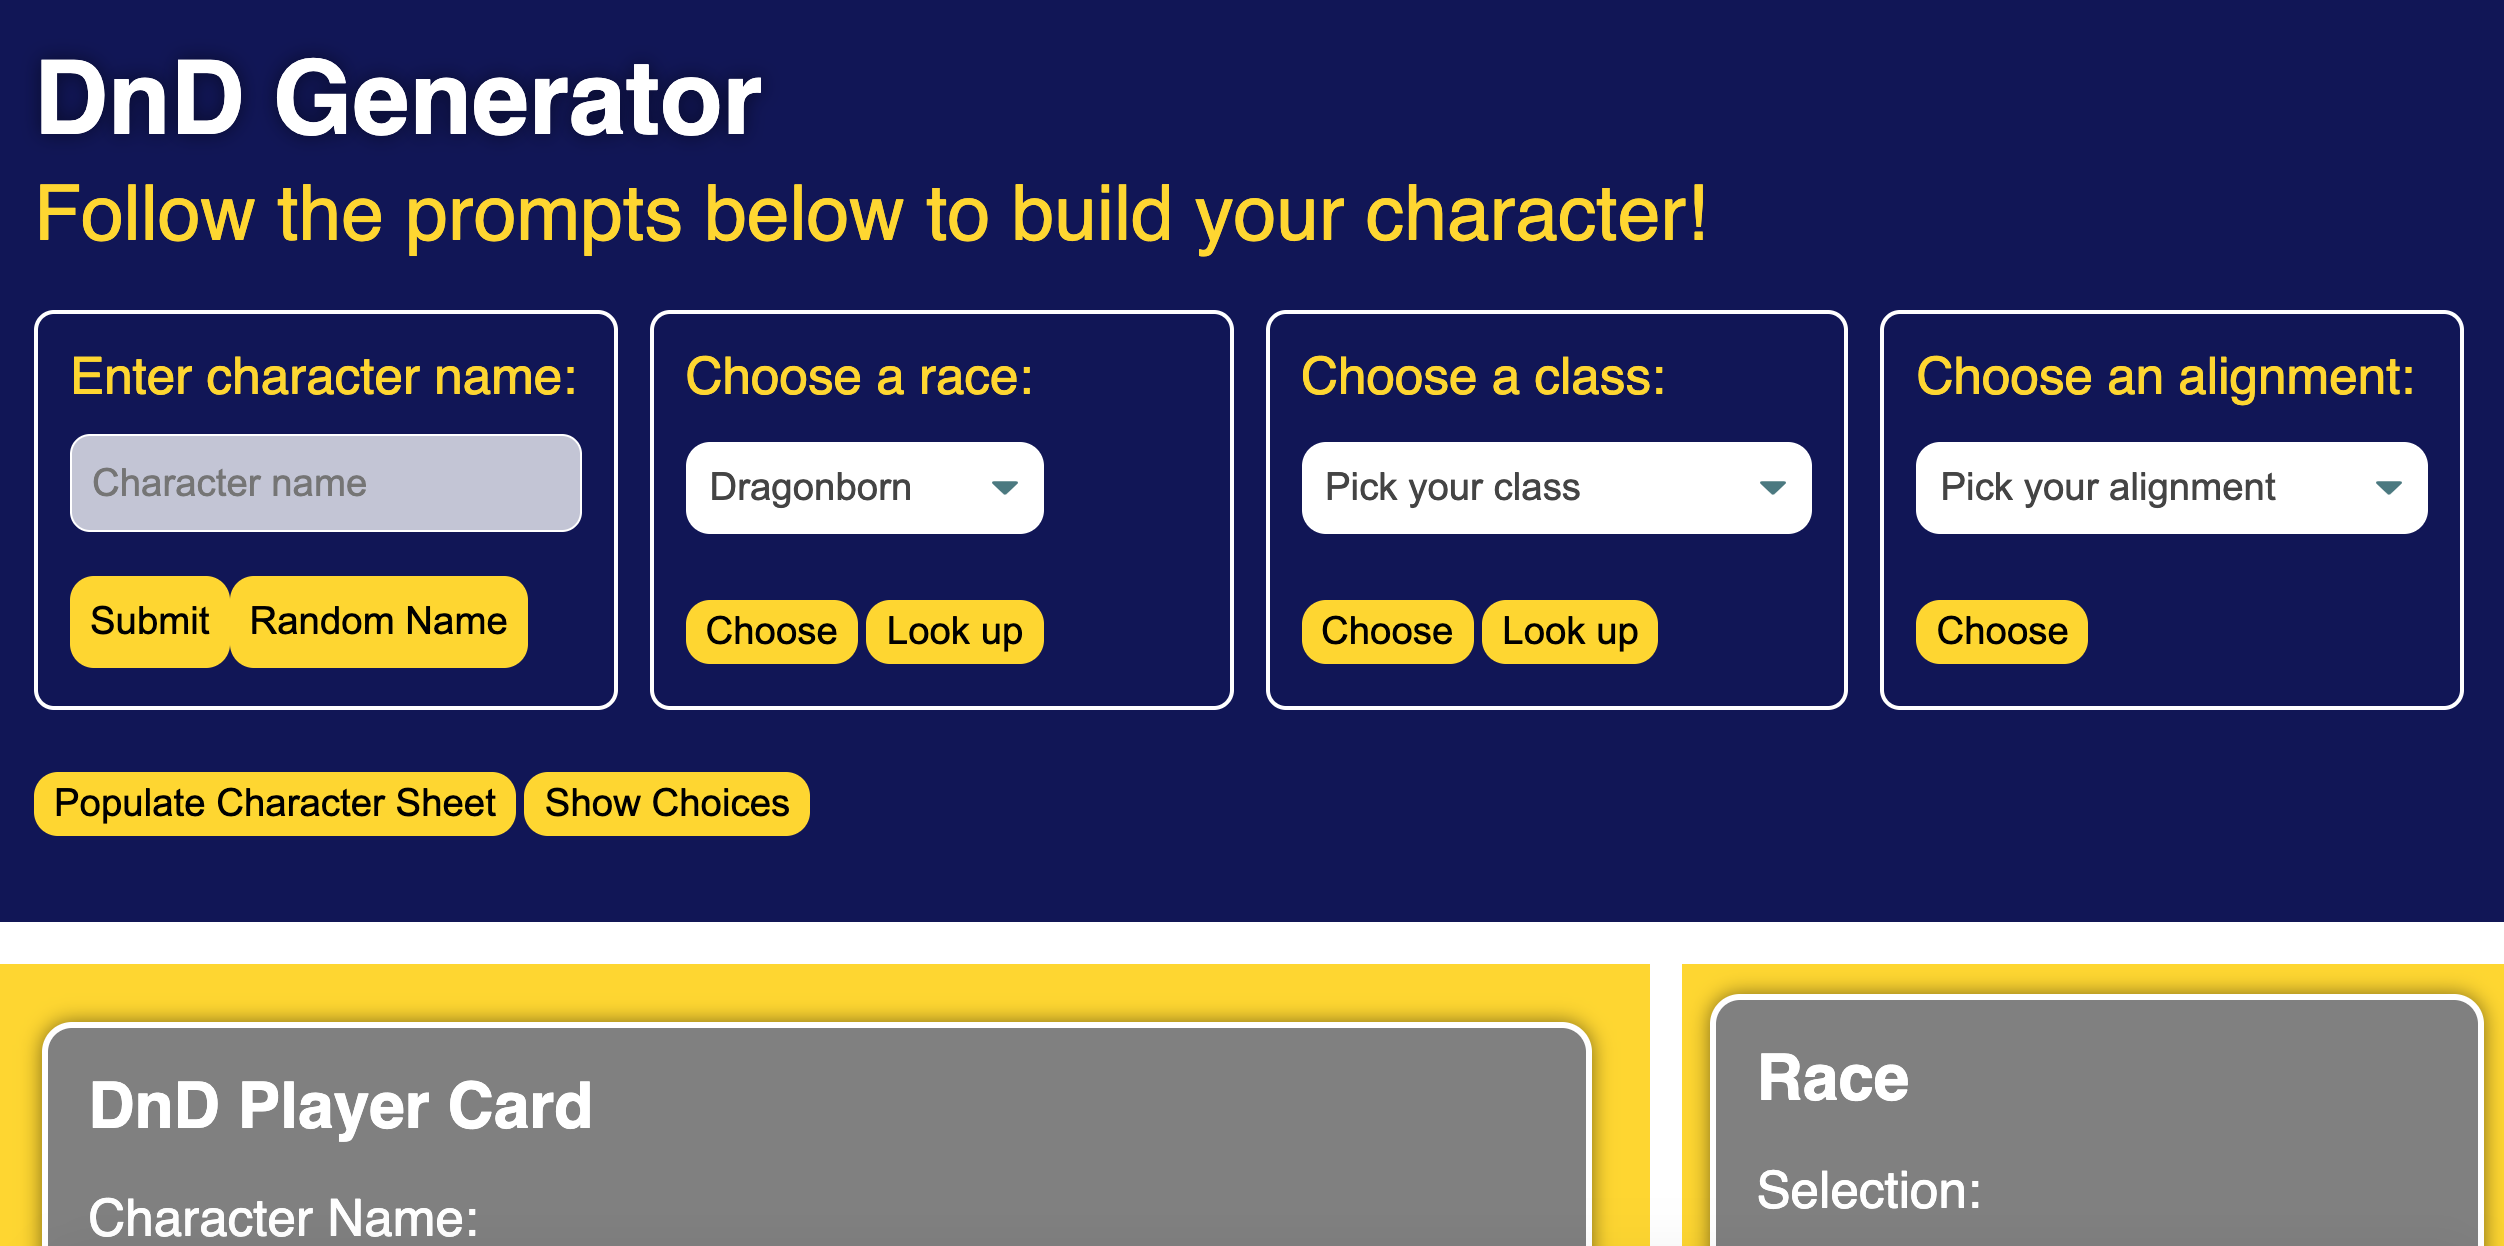 DnD Generator
Follow the prompts below to build your character!
Enter character name:
Character name
Submit
Random Name
Choose a race:
Dragonborn
Choose
Look up
Choose a class:
Pick your class
Choose
Look up
Choose an alignment:
Pick your alignment
Choose
Populate Character Sheet
Show Choices
DnD Player Card
Character Name:
Race
Selection: